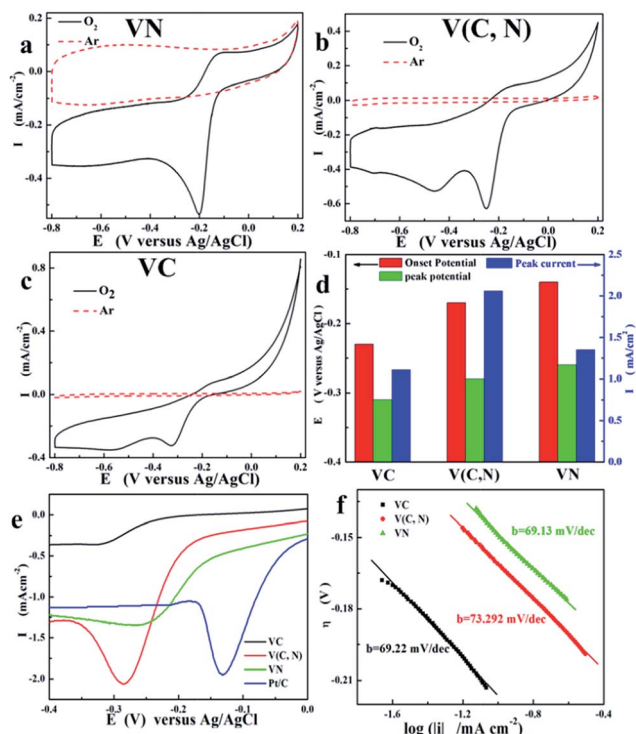 VN
a
O₂
Ar
0.2
0.0
-0.2
-0.4
I (mA/cm⁻²)
-0.8 -0.6 -0.4 -0.2 0.0 0.2
E (V versus Ag/AgCl)
V(C, N)
b
O₂
Ar
0.4
0.2
0.0
-0.2
-0.4
-0.6
I (mA/cm⁻²)
-0.8 -0.6 -0.4 -0.2 0.0 0.2
E (V versus Ag/AgCl)
VC
c
O₂
Ar
0.8
0.4
0.0
-0.4
I (mA/cm⁻²)
-0.8 -0.6 -0.4 -0.2 0.0 0.2
E (V versus Ag/AgCl)
d
Onset Potential
peak potential
Peak current
-0.1
-0.2
-0.3
-0.4
E (V versus Ag/AgCl)
2.5
2.0
1.5
1.0
0.5
0.0
I (mA/cm²)
VC V(C,N) VN
e
0.0
-0.5
-1.0
-1.5
-2.0
I (mAcm⁻²)
VC
V(C, N)
VN
Pt/C
-0.4 -0.3 -0.2 -0.1 0.0
E (V) versus Ag/AgCl
f
VC
V(C, N)
VN
b=69.13 mV/dec
b=73.292 mV/dec
b=69.22 mV/dec
-0.15
-0.18
-0.21
η (V)
-1.6 -1.2 -0.8 -0.4
log (|j| /mA cm⁻²)